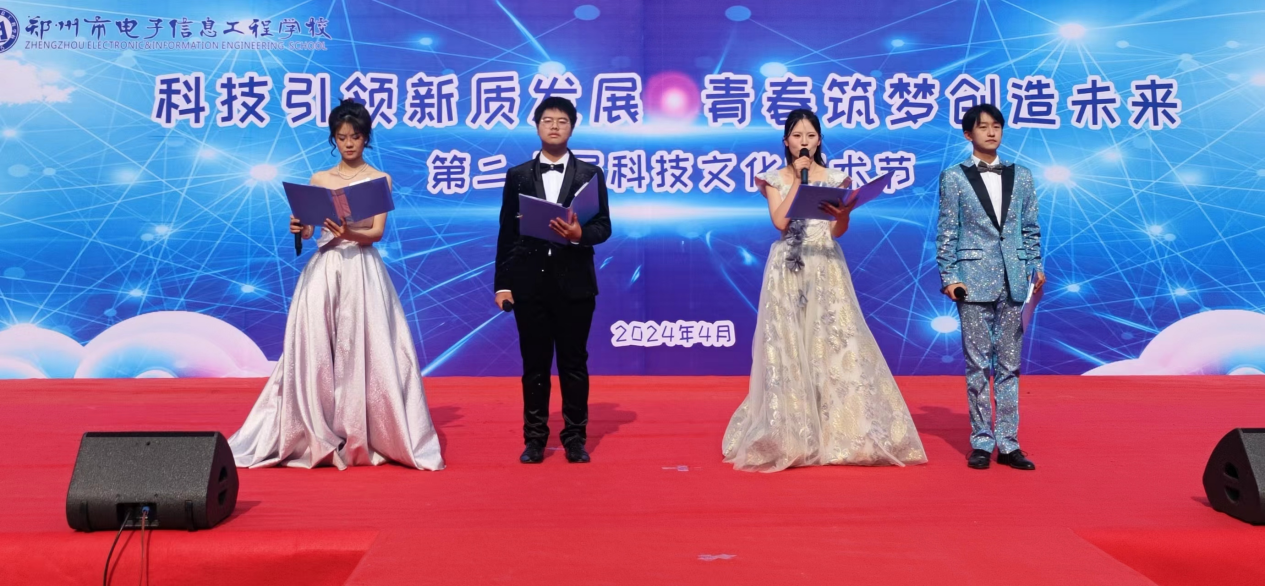 郑州市电子信息工程学校
ZHENGZHOU ELECTRONIC&INFORMATION ENGINEERING SCHOOL
科技引领新质发展 青春筑梦创造未来
第二 届科技文化 术节
2024年4月